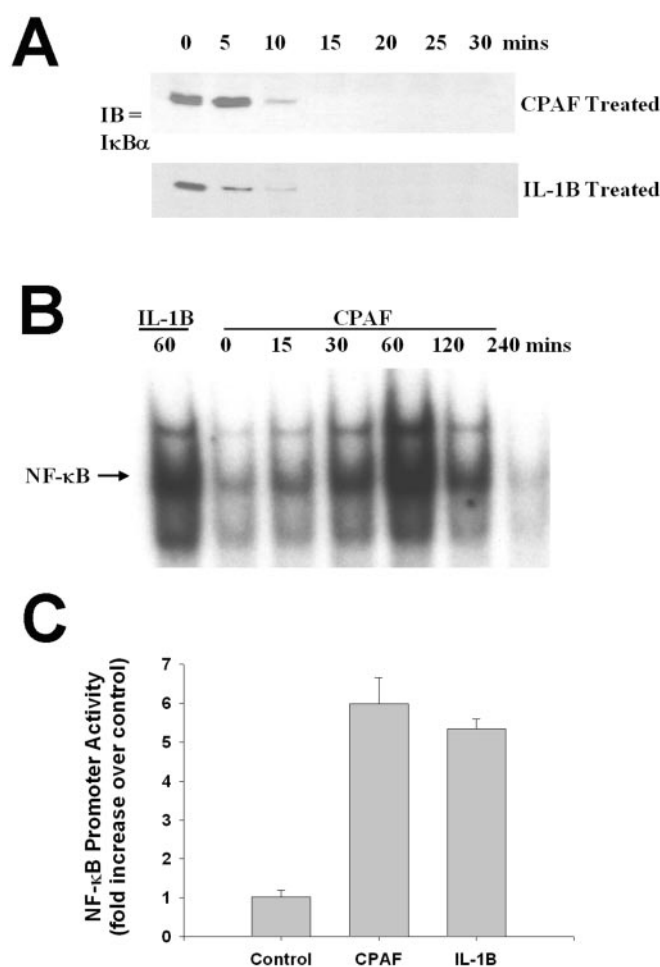 A
0 5 10 15 20 25 30 mins
IB =
IκBα
CPAF Treated
IL-1B Treated
B
IL-1B CPAF
60 0 15 30 60 120 240 mins
NF-κB
C
NF-κB Promoter Activity
(fold increase over control)
7
6
5
4
3
2
1
0
Control CPAF IL-1B